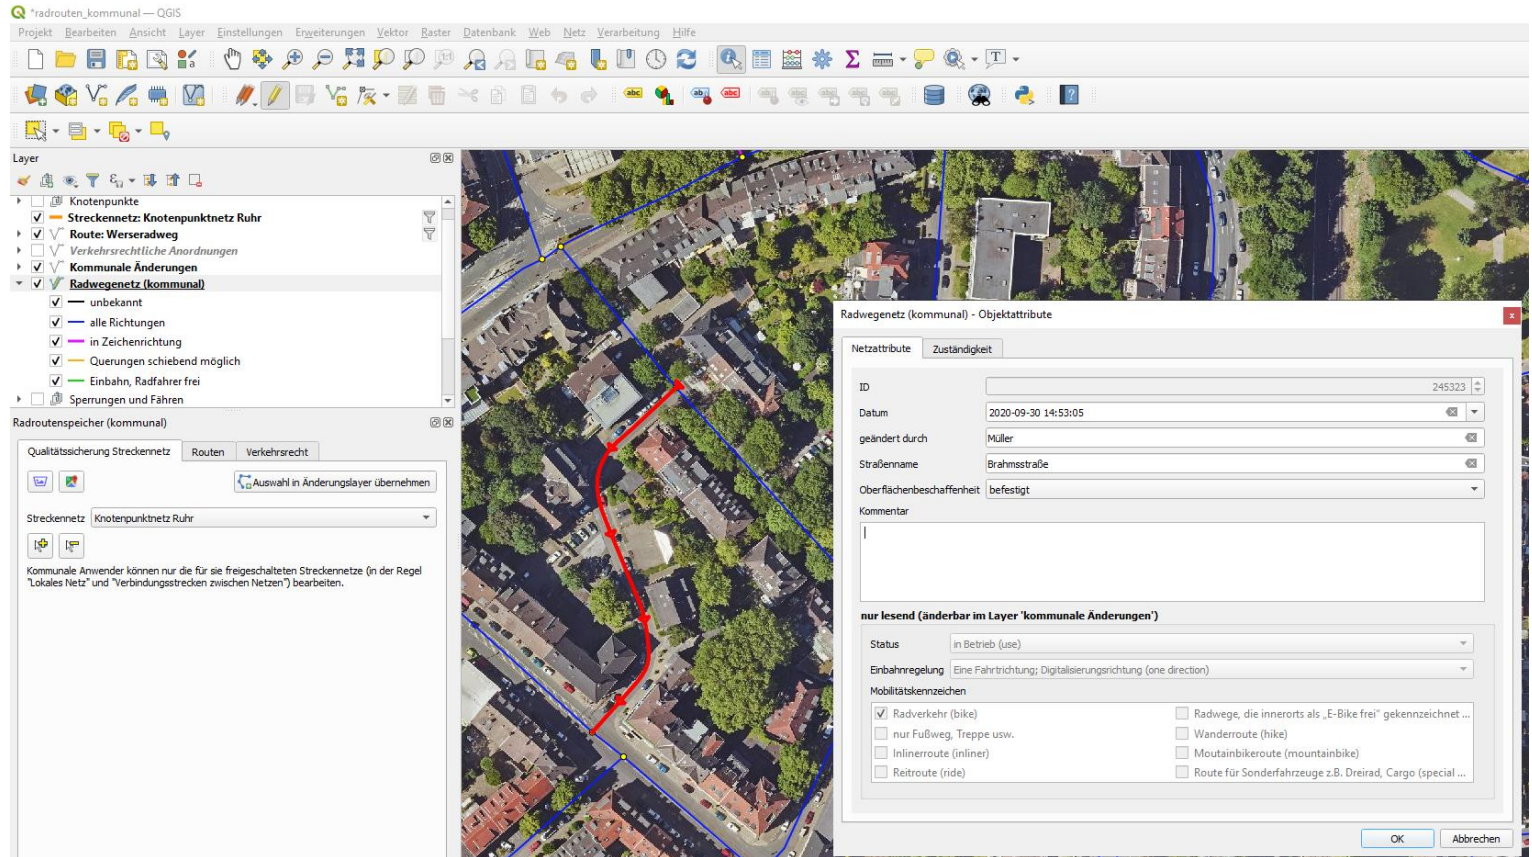 *radrouten_kommunal — QGIS
Projekt Bearbeiten Ansicht Layer Einstellungen Erweiterungen Vektor Raster Datenbank Web Netz Verarbeitung Hilfe
Layer
Knotenpunkte
Streckennetz: Knotenpunktnetz Ruhr
Route: Werseradweg
Verkehrsrechtliche Anordnungen
Kommunale Änderungen
Radwegenetz (kommunal)
unbekannt
alle Richtungen
in Zeichenrichtung
Querungen schiebend möglich
Einbahn, Radfahrer frei
Sperrungen und Fähren
Radroutenspeicher (kommunal)
Qualitätssicherung Streckennetz Routen Verkehrsrecht
Auswahl in Änderungslayer übernehmen
Streckennetz Knotenpunktnetz Ruhr
Kommunale Anwender können nur die für sie freigeschalteten Streckennetze (in der Regel
"Lokales Netz" und "Verbindungsstrecken zwischen Netzen") bearbeiten.
Radwegenetz (kommunal) - Objektattribute
Netzattribute Zuständigkeit
ID 245323
Datum 2020-09-30 14:53:05
geändert durch Müller
Straßenname Brahmsstraße
Oberflächenbeschaffenheit befestigt
Kommentar
nur lesend (änderbar im Layer 'kommunale Änderungen')
Status in Betrieb (use)
Einbahnregelung Eine Fahrtrichtung; Digitalisierungsrichtung (one direction)
Mobilitätskennzeichen
Radverkehr (bike) Radwege, die innerorts als „E-Bike frei" gekennzeichnet ...
nur Fußweg, Treppe usw. Wanderroute (hike)
Inlinerroute (inliner) Moutainbikeroute (mountainbike)
Reitroute (ride) Route für Sonderfahrzeuge z.B. Dreirad, Cargo (special ...
OK Abbrechen